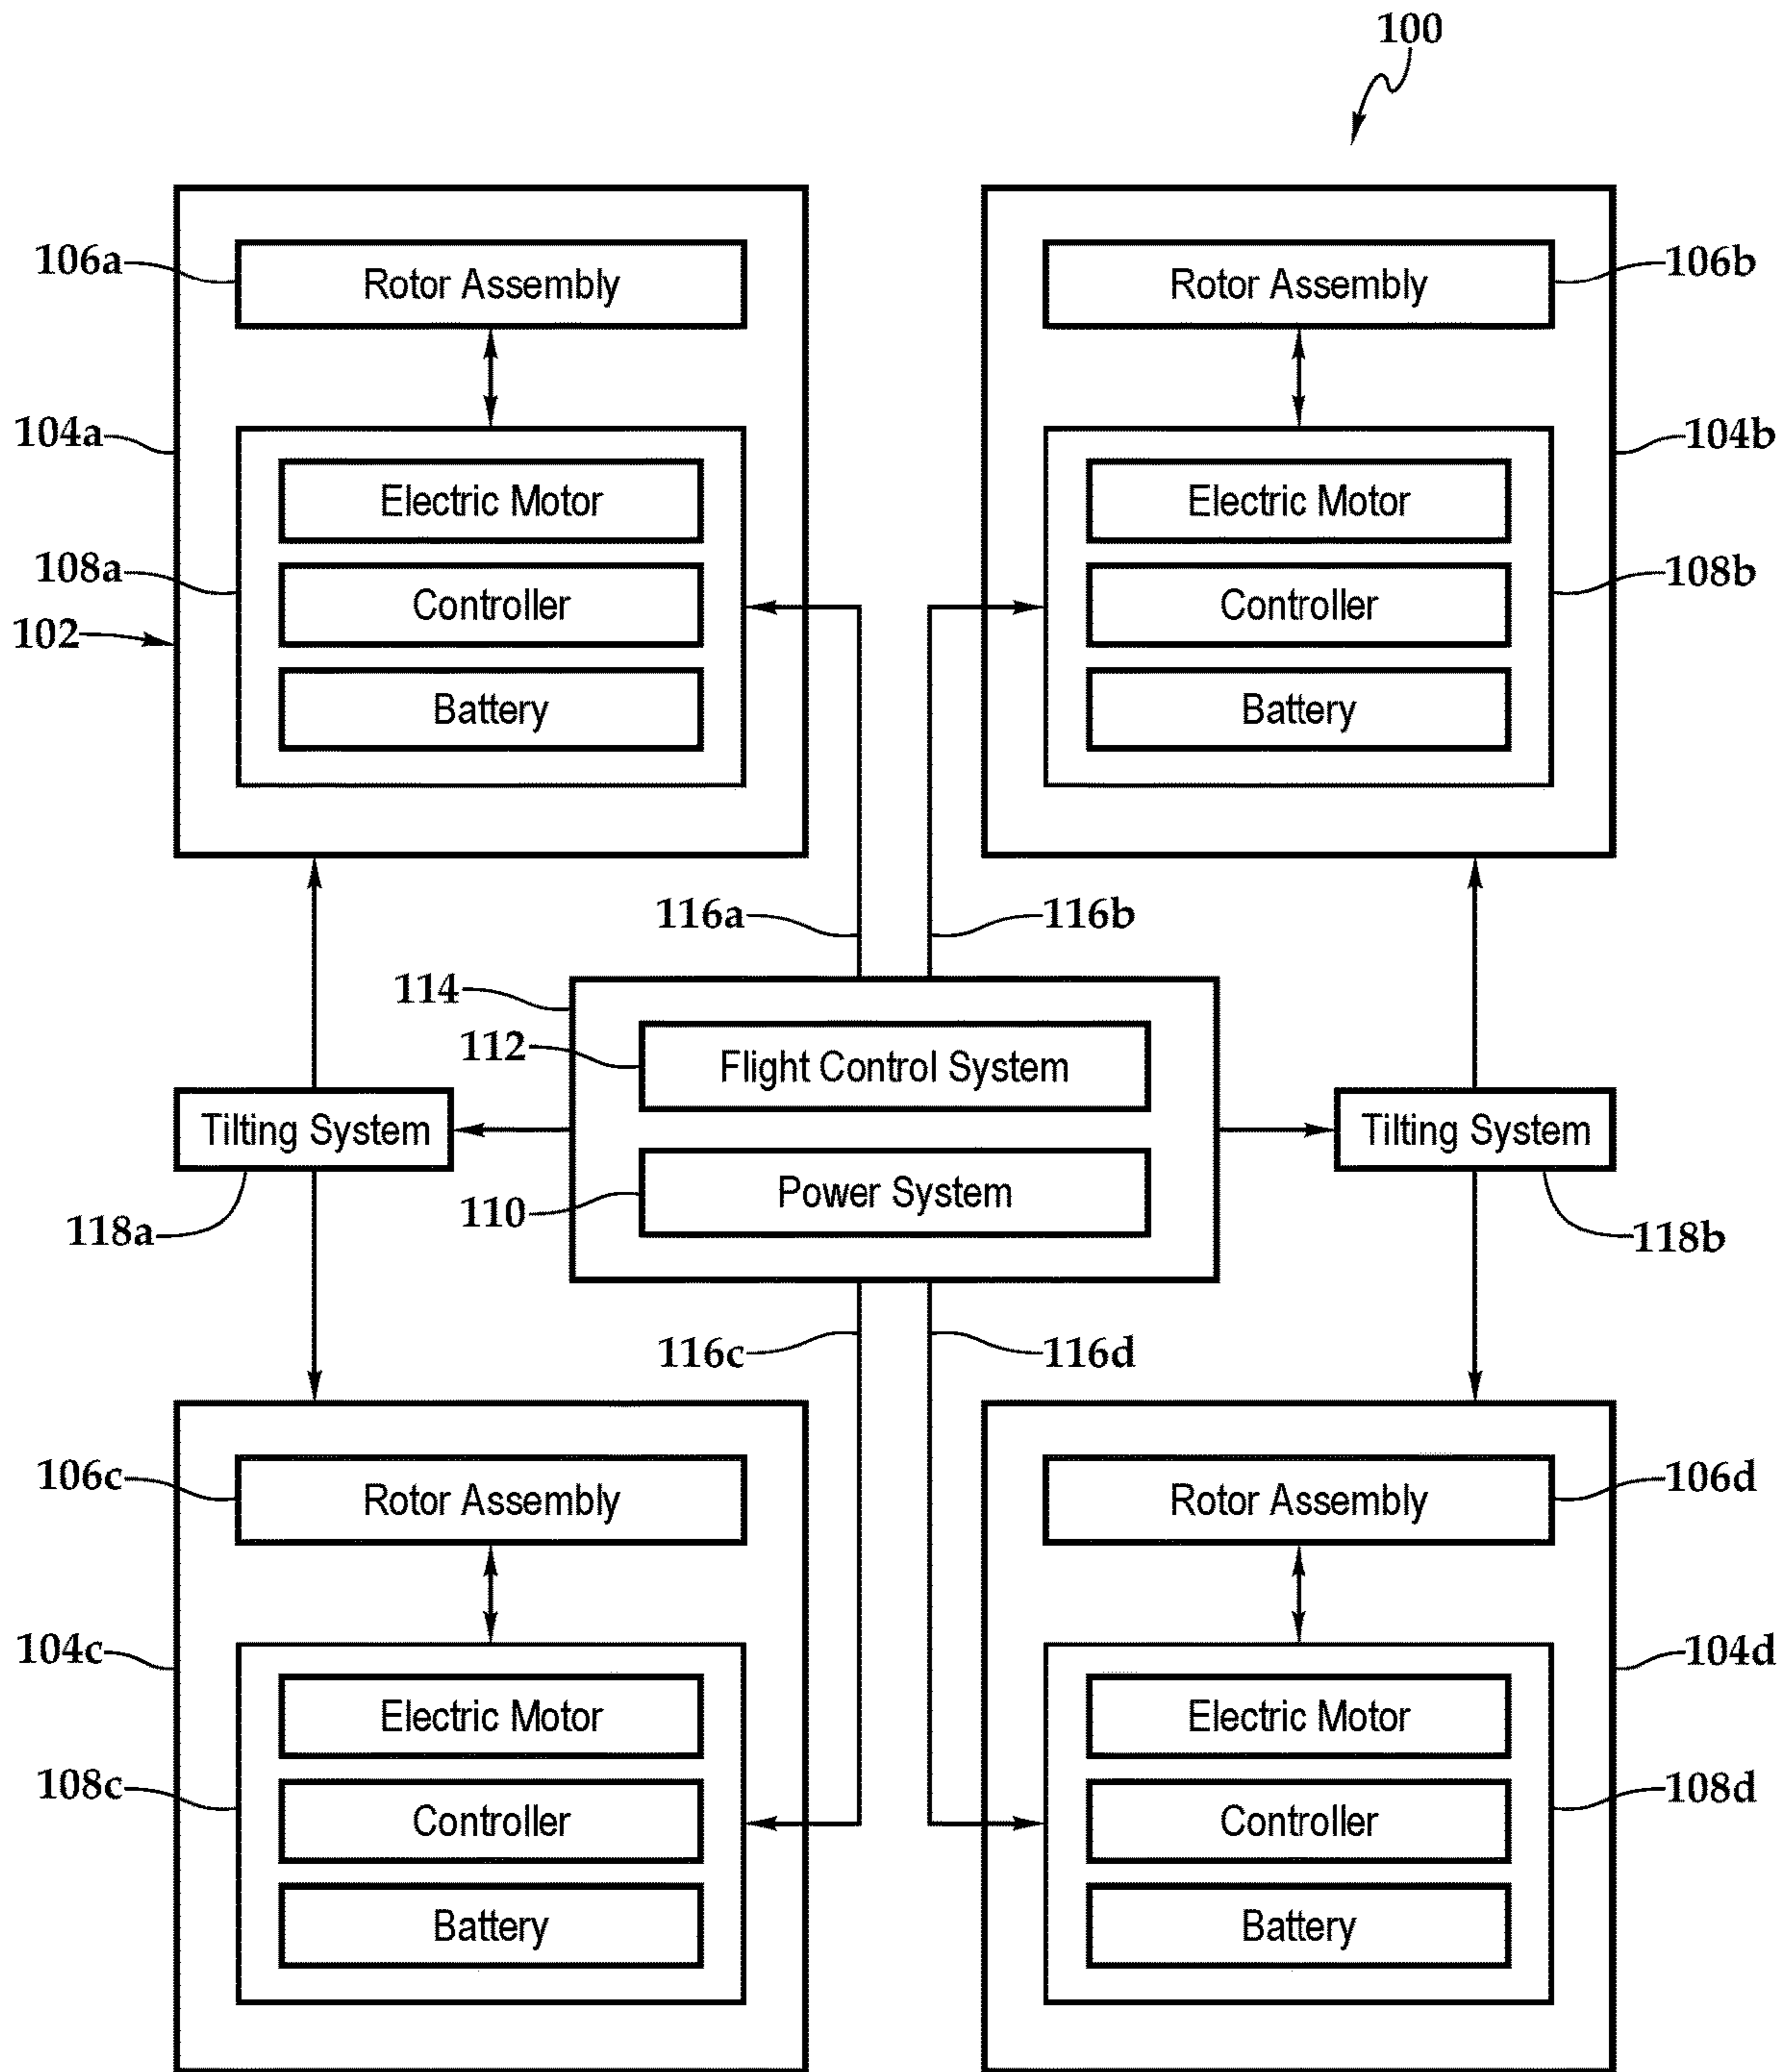 100
106a
Rotor Assembly
Rotor Assembly
106b
104a
104b
Electric Motor
Electric Motor
108a
108b
Controller
Controller
102
Battery
Battery
116a
116b
114
112
Flight Control System
Tilting System
Tilting System
110
Power System
118a
118b
116c
116d
106c
Rotor Assembly
Rotor Assembly
106d
104c
104d
Electric Motor
Electric Motor
108c
108d
Controller
Controller
Battery
Battery